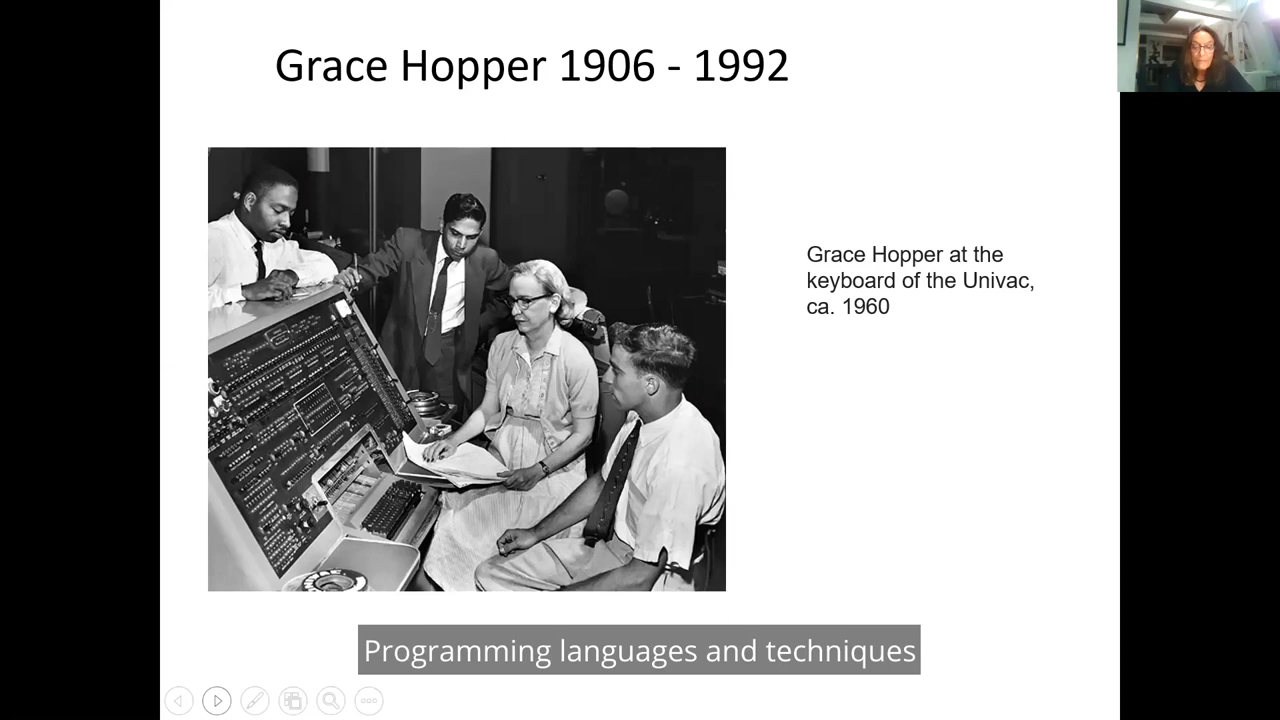 Grace Hopper 1906 - 1992
Grace Hopper at the
keyboard of the Univac,
ca. 1960
Programming languages and techniques